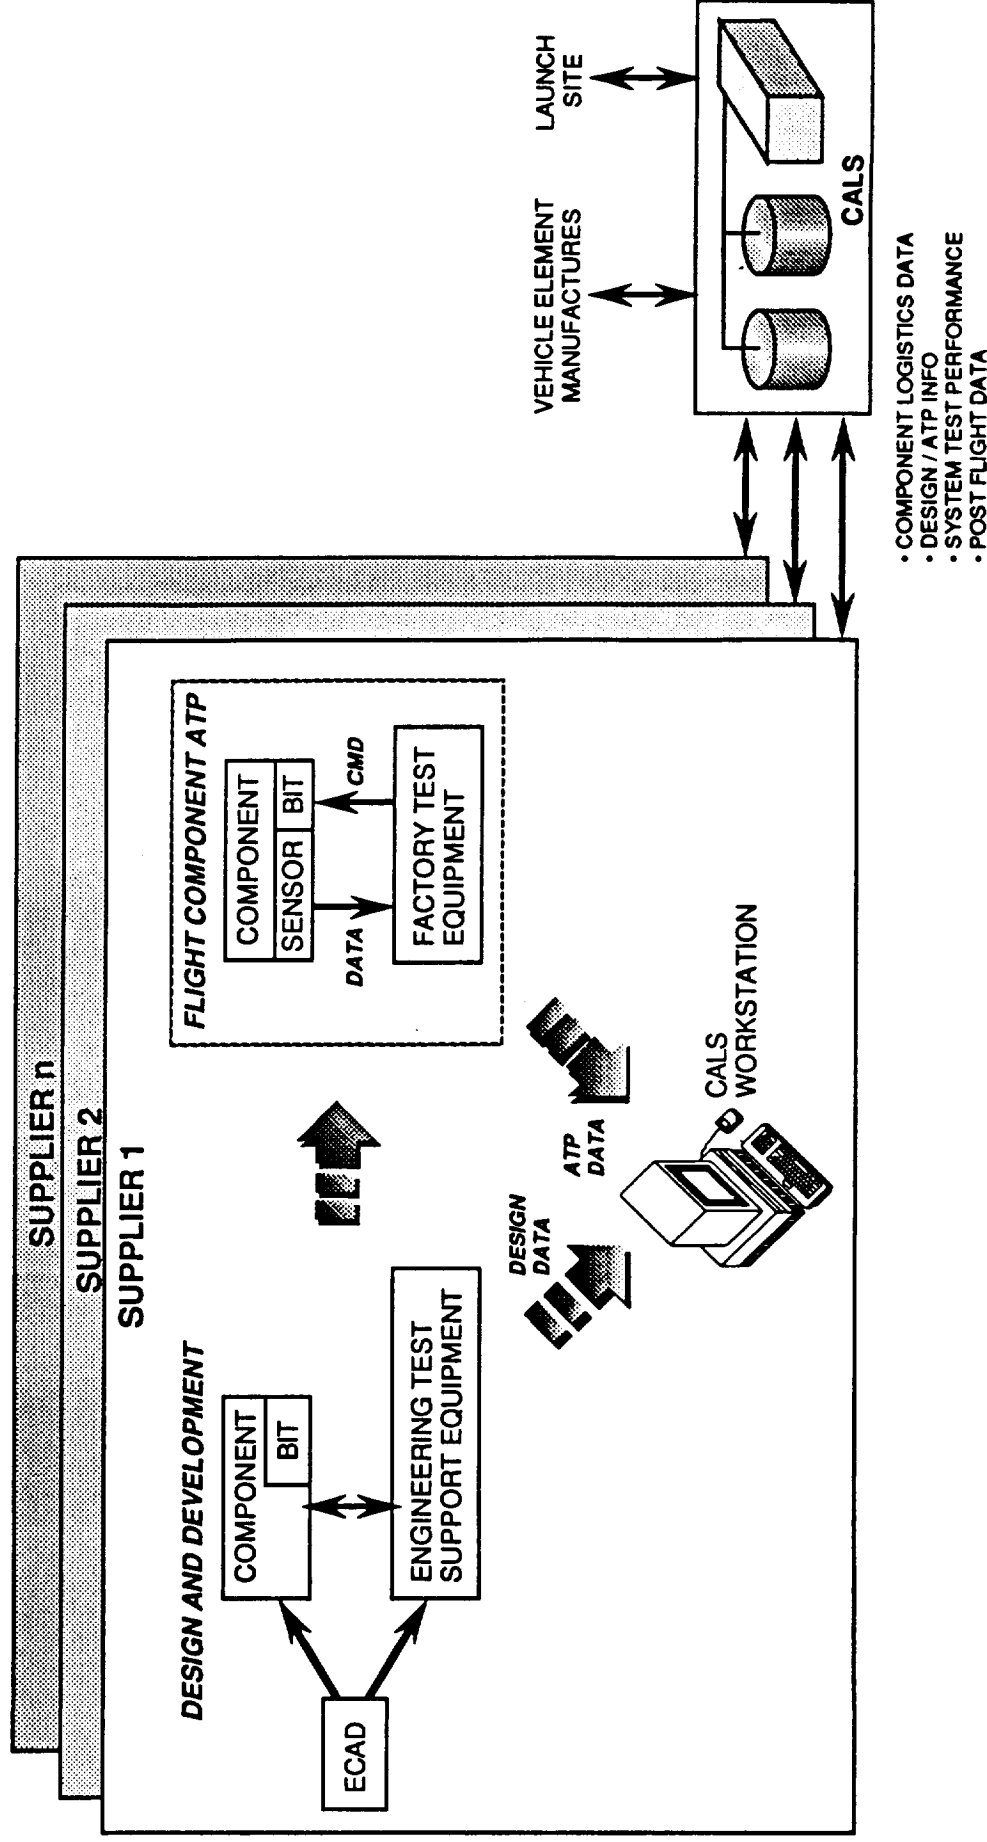 SUPPLIER n
SUPPLIER 2
SUPPLIER 1
DESIGN AND DEVELOPMENT
ECAD
COMPONENT
BIT
ENGINEERING TEST
SUPPORT EQUIPMENT
FLIGHT COMPONENT ATP
COMPONENT
SENSOR
BIT
DATA
CMD
FACTORY TEST
EQUIPMENT
DESIGN
DATA
ATP
DATA
CALS
WORKSTATION
VEHICLE ELEMENT
MANUFACTURES
LAUNCH
SITE
CALS
• COMPONENT LOGISTICS DATA
• DESIGN / ATP INFO
• SYSTEM TEST PERFORMANCE
• POST FLIGHT DATA